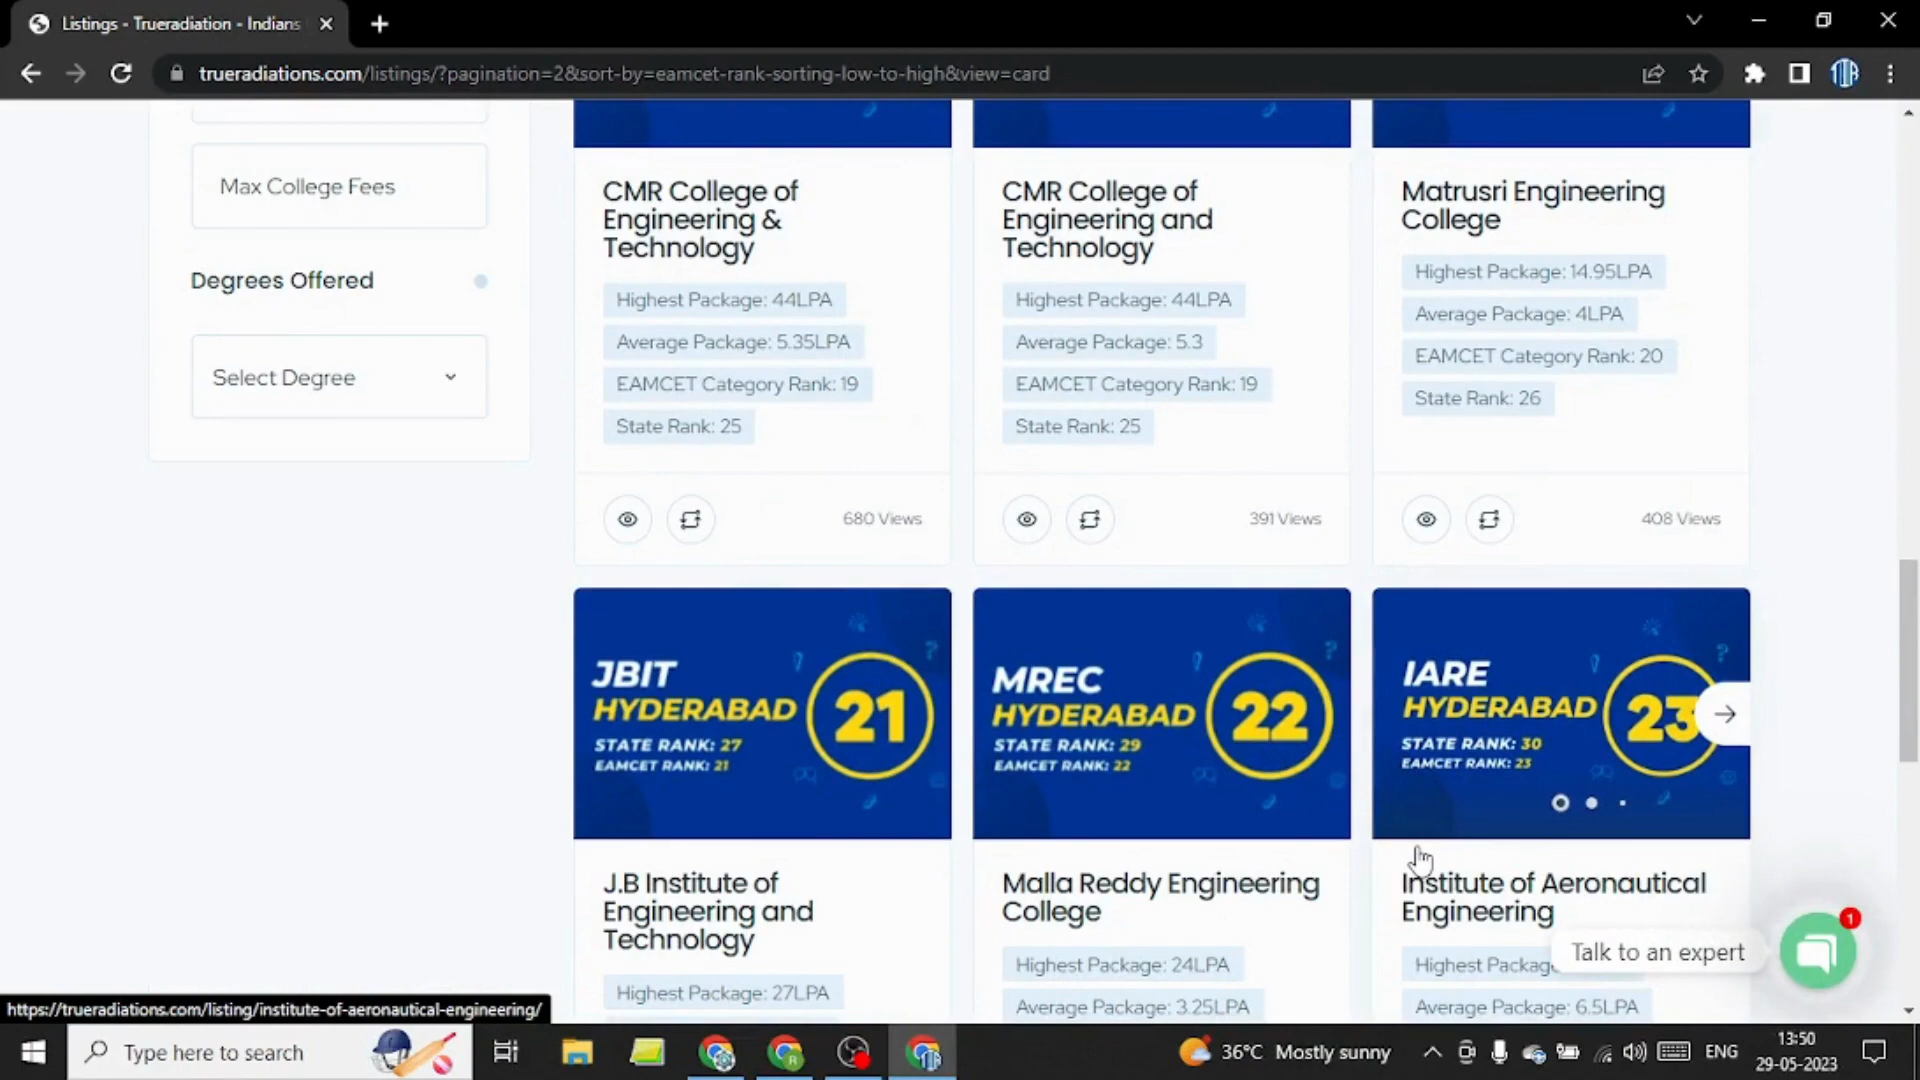 Listings - Trueradiation - Indians
trueradiations.com/listings/?pagination=2&sort-by=eamcet-rank-sorting-low-to-high&view=card
Max College Fees
Degrees Offered
Select Degree
CMR College of
Engineering &
Technology
Highest Package: 44LPA
Average Package: 5.35LPA
EAMCET Category Rank: 19
State Rank: 25
680 Views
CMR College of
Engineering and
Technology
Highest Package: 44LPA
Average Package: 5.3
EAMCET Category Rank: 19
State Rank: 25
391 Views
Matrusri Engineering
College
Highest Package: 14.95LPA
Average Package: 4LPA
EAMCET Category Rank: 20
State Rank: 26
408 Views
JBIT
HYDERABAD
21
STATE RANK: 27
EAMCET RANK: 21
J.B Institute of
Engineering and
Technology
Highest Package: 27LPA
MREC
HYDERABAD
22
STATE RANK: 29
EAMCET RANK: 22
Malla Reddy Engineering
College
Highest Package: 24LPA
Average Package: 3.25LPA
IARE
HYDERABAD
23
STATE RANK: 30
EAMCET RANK: 23
Institute of Aeronautical
Engineering
Highest
Average Package: 6.5LPA
Talk to an expert
1
https://trueradiations.com/listing/institute-of-aeronautical-engineering/
Type here to search
36°C Mostly sunny
ENG
13:50
29-05-2023